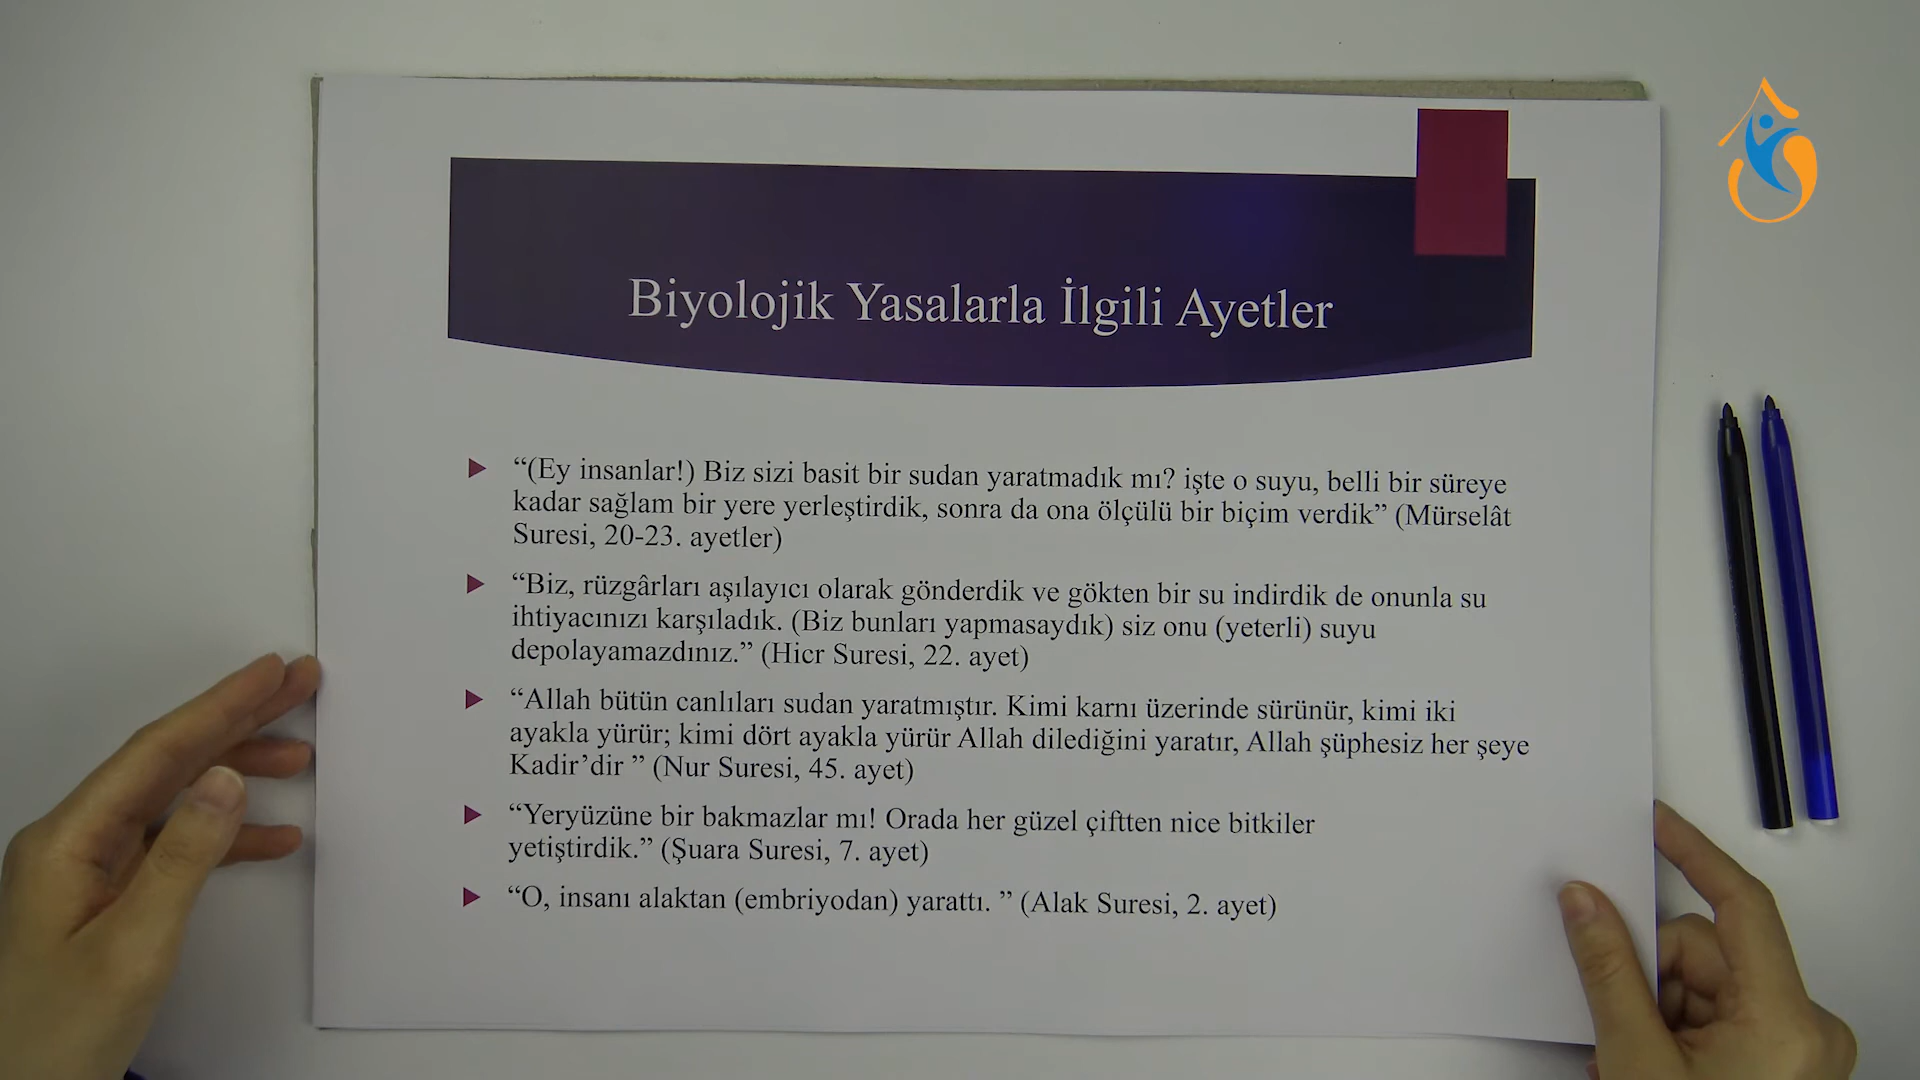 Biyolojik Yasalarla İlgili Ayetler
“(Ey insanlar!) Biz sizi basit bir sudan yaratmadık mı? işte o suyu, belli bir süreye
kadar sağlam bir yere yerleştirdik, sonra da ona ölçülü bir biçim verdik” (Mürselât
Suresi, 20-23. ayetler)
“Biz, rüzgârları aşılayıcı olarak gönderdik ve gökten bir su indirdik de onunla su
ihtiyacınızı karşıladık. (Biz bunları yapmasaydık) siz onu (yeterli) suyu
depolayamazdınız.” (Hicr Suresi, 22. ayet)
“Allah bütün canlıları sudan yaratmıştır. Kimi karnı üzerinde sürünür, kimi iki
ayakla yürür; kimi dört ayakla yürür Allah dilediğini yaratır, Allah şüphesiz her şeye
Kadir’dir ” (Nur Suresi, 45. ayet)
“Yeryüzüne bir bakmazlar mı! Orada her güzel çiftten nice bitkiler
yetiştirdik.” (Şuara Suresi, 7. ayet)
“O, insanı alaktan (embriyodan) yarattı. ” (Alak Suresi, 2. ayet)